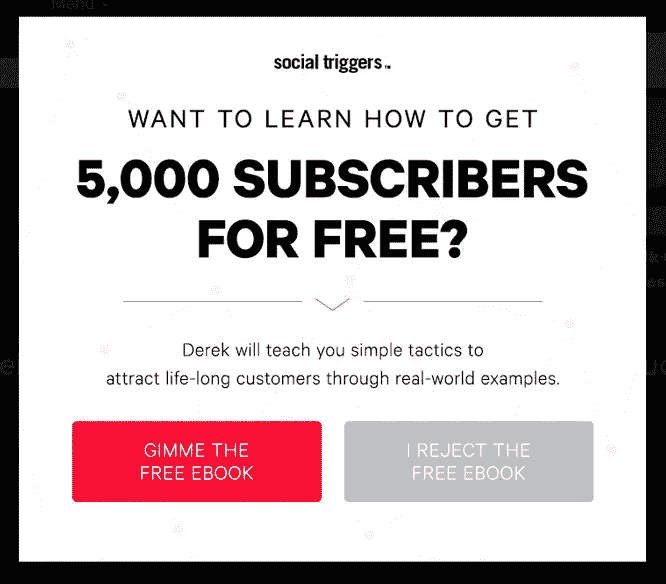 Menu
social triggers™
WANT TO LEARN HOW TO GET
5,000 SUBSCRIBERS
FOR FREE?
Derek will teach you simple tactics to
attract life-long customers through real-world examples.
GIMME THE
FREE EBOOK
I REJECT THE
FREE EBOOK